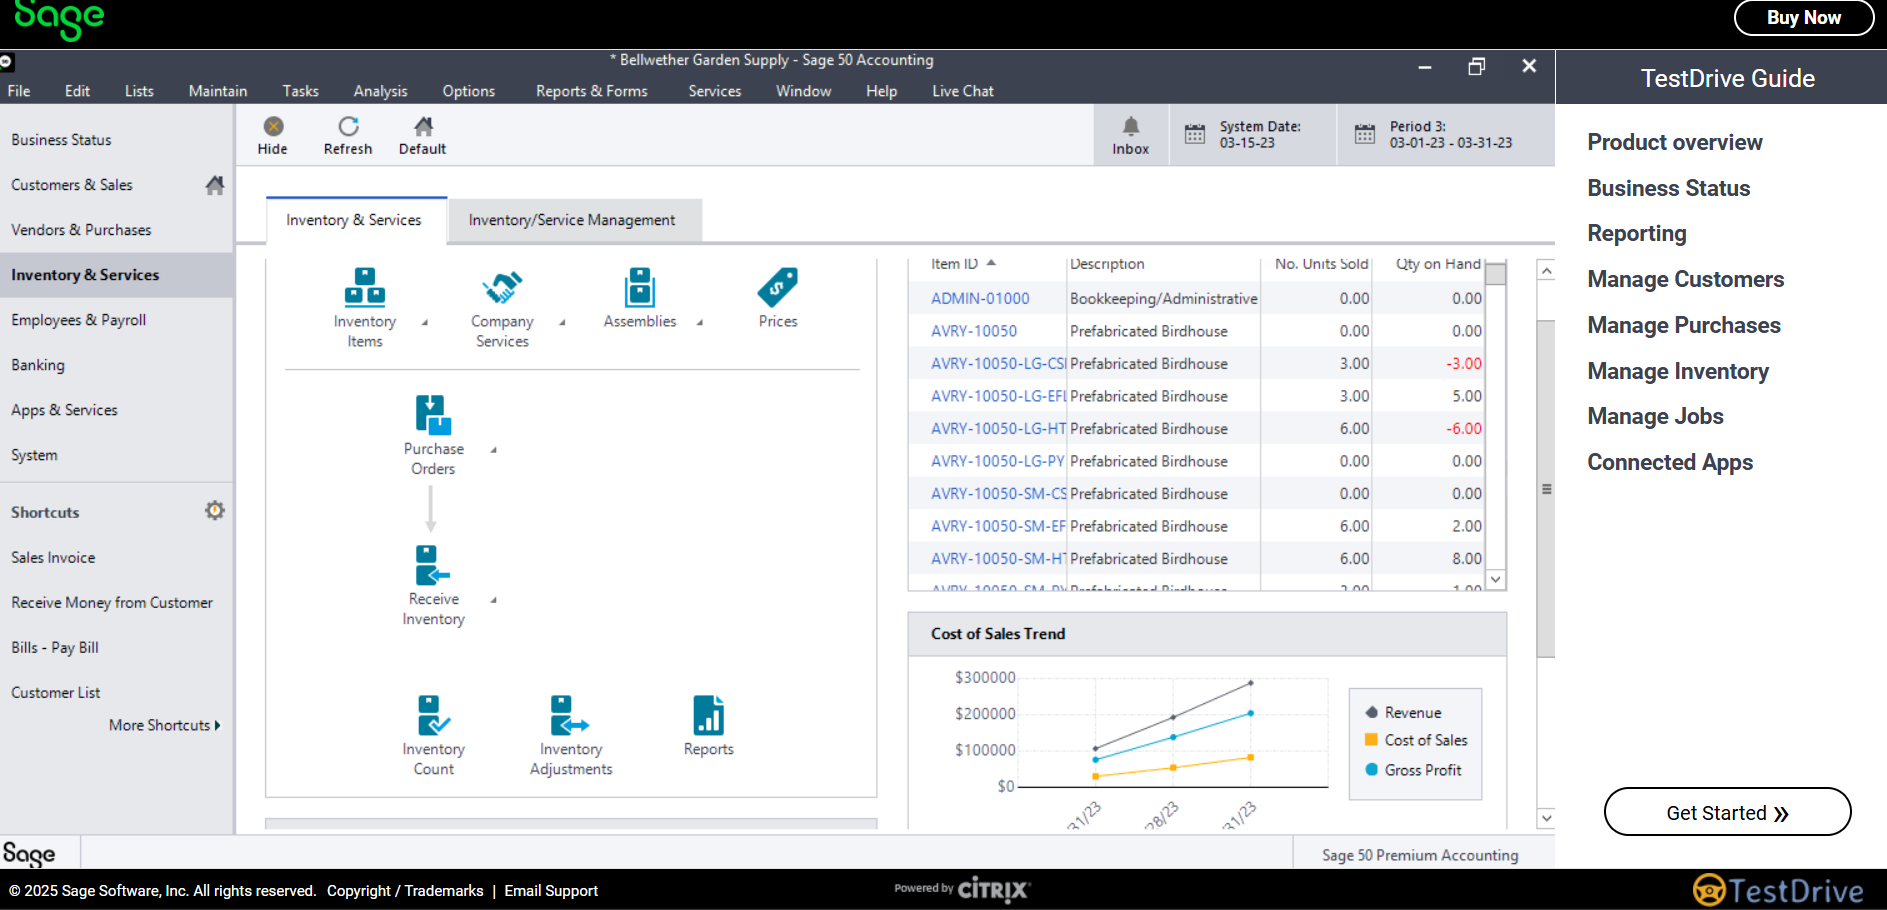 Sage
Buy Now
* Bellwether Garden Supply - Sage 50 Accounting
TestDrive Guide
File Edit Lists Maintain Tasks Analysis Options Reports & Forms Services Window Help Live Chat
Business Status
Customers & Sales
Vendors & Purchases
Inventory & Services
Employees & Payroll
Banking
Apps & Services
System
Shortcuts
Sales Invoice
Receive Money from Customer
Bills - Pay Bill
Customer List
More Shortcuts
Hide Refresh Default
Inbox
System Date:
03-15-23
Period 3:
03-01-23 - 03-31-23
Inventory & Services
Inventory/Service Management
Inventory
Items
Company
Services
Assemblies
Prices
Purchase
Orders
Receive
Inventory
Inventory
Count
Inventory
Adjustments
Reports
Item ID Description No. Units Sold Qty on Hand
ADMIN-01000 Bookkeeping/Administrative 0.00 0.00
AVRY-10050 Prefabricated Birdhouse 0.00 0.00
AVRY-10050-LG-CS Prefabricated Birdhouse 3.00 -3.00
AVRY-10050-LG-EFL Prefabricated Birdhouse 3.00 5.00
AVRY-10050-LG-HT Prefabricated Birdhouse 6.00 -6.00
AVRY-10050-LG-PY Prefabricated Birdhouse 0.00 0.00
AVRY-10050-SM-CS Prefabricated Birdhouse 0.00 0.00
AVRY-10050-SM-EF Prefabricated Birdhouse 6.00 2.00
AVRY-10050-SM-HT Prefabricated Birdhouse 6.00 8.00
Cost of Sales Trend
$300000
$200000
$100000
$0
31/23
28/23
31/23
Revenue
Cost of Sales
Gross Profit
Product overview
Business Status
Reporting
Manage Customers
Manage Purchases
Manage Inventory
Manage Jobs
Connected Apps
Get Started »
Sage
Sage 50 Premium Accounting
© 2025 Sage Software, Inc. All rights reserved. Copyright / Trademarks | Email Support
Powered by CITRIX
TestDrive